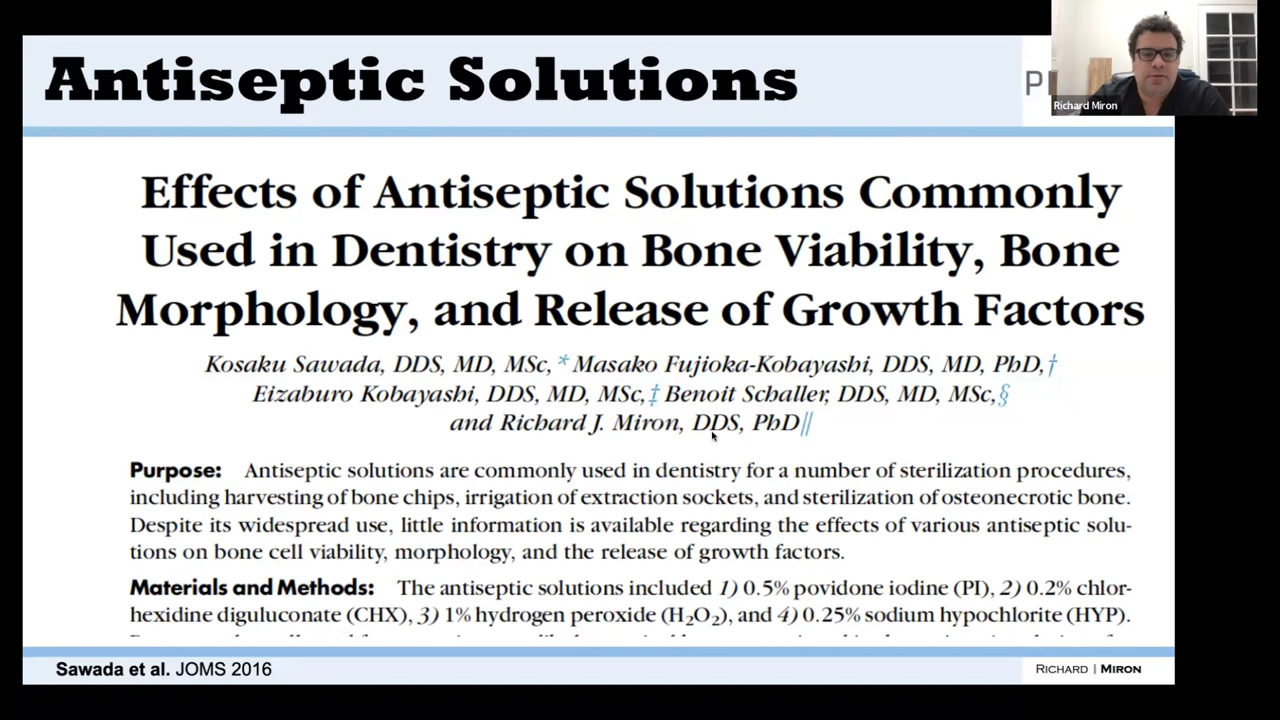 Antiseptic Solutions
Richard Miron
Effects of Antiseptic Solutions Commonly
Used in Dentistry on Bone Viability, Bone
Morphology, and Release of Growth Factors
Kosaku Sawada, DDS, MD, MSc,* Masako Fujioka-Kobayashi, DDS, MD, PhD,†
Eizaburo Kobayashi, DDS, MD, MSc,‡ Benoit Schaller, DDS, MD, MSc,§
and Richard J. Miron, DDS, PhD∥
Purpose: Antiseptic solutions are commonly used in dentistry for a number of sterilization procedures,
including harvesting of bone chips, irrigation of extraction sockets, and sterilization of osteonecrotic bone.
Despite its widespread use, little information is available regarding the effects of various antiseptic solu-
tions on bone cell viability, morphology, and the release of growth factors.
Materials and Methods: The antiseptic solutions included 1) 0.5% povidone iodine (PI), 2) 0.2% chlor-
hexidine digluconate (CHX), 3) 1% hydrogen peroxide (H₂O₂), and 4) 0.25% sodium hypochlorite (HYP).
Sawada et al. JOMS 2016
RICHARD | MIRON